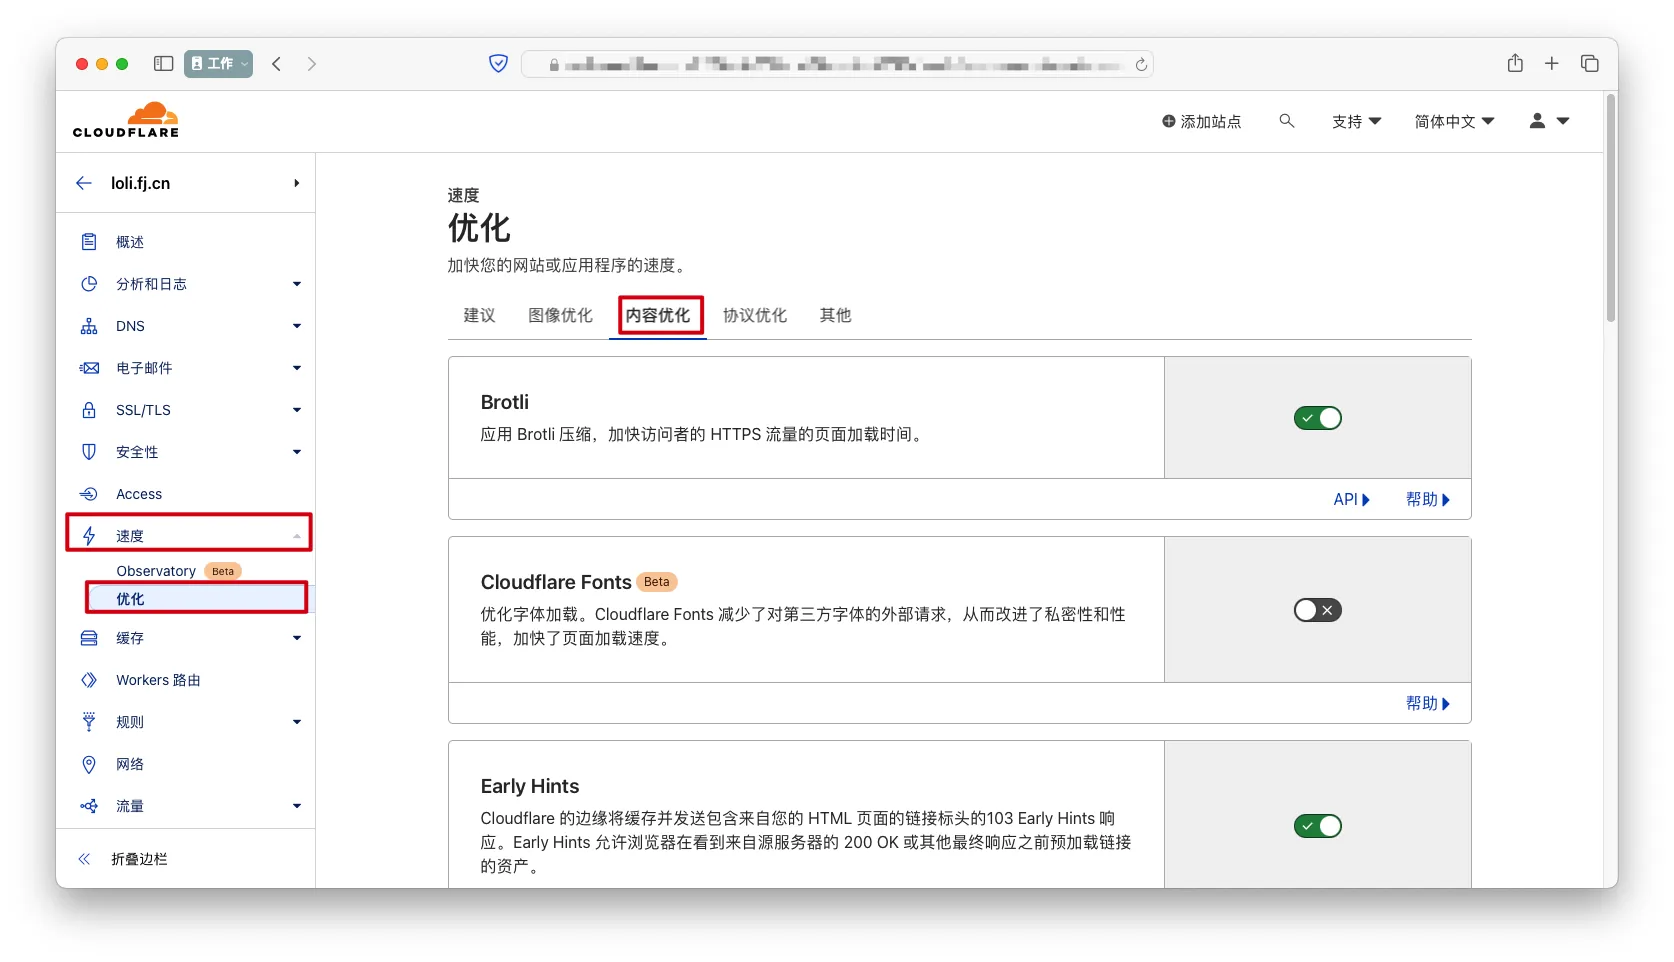 工作
CLOUDFLARE
添加站点
支持
简体中文
loli.fj.cn
概述
分析和日志
DNS
电子邮件
SSL/TLS
安全性
Access
速度
Observatory Beta
优化
缓存
Workers 路由
规则
网络
流量
折叠边栏
速度
优化
加快您的网站或应用程序的速度。
建议 图像优化 内容优化 协议优化 其他
Brotli
应用 Brotli 压缩，加快访问者的 HTTPS 流量的页面加载时间。
API 帮助
Cloudflare Fonts Beta
优化字体加载。Cloudflare Fonts 减少了对第三方字体的外部请求，从而改进了私密性和性
能，加快了页面加载速度。
帮助
Early Hints
Cloudflare 的边缘将缓存并发送包含来自您的 HTML 页面的链接标头的103 Early Hints 响
应。Early Hints 允许浏览器在看到来自源服务器的 200 OK 或其他最终响应之前预加载链接
的资产。